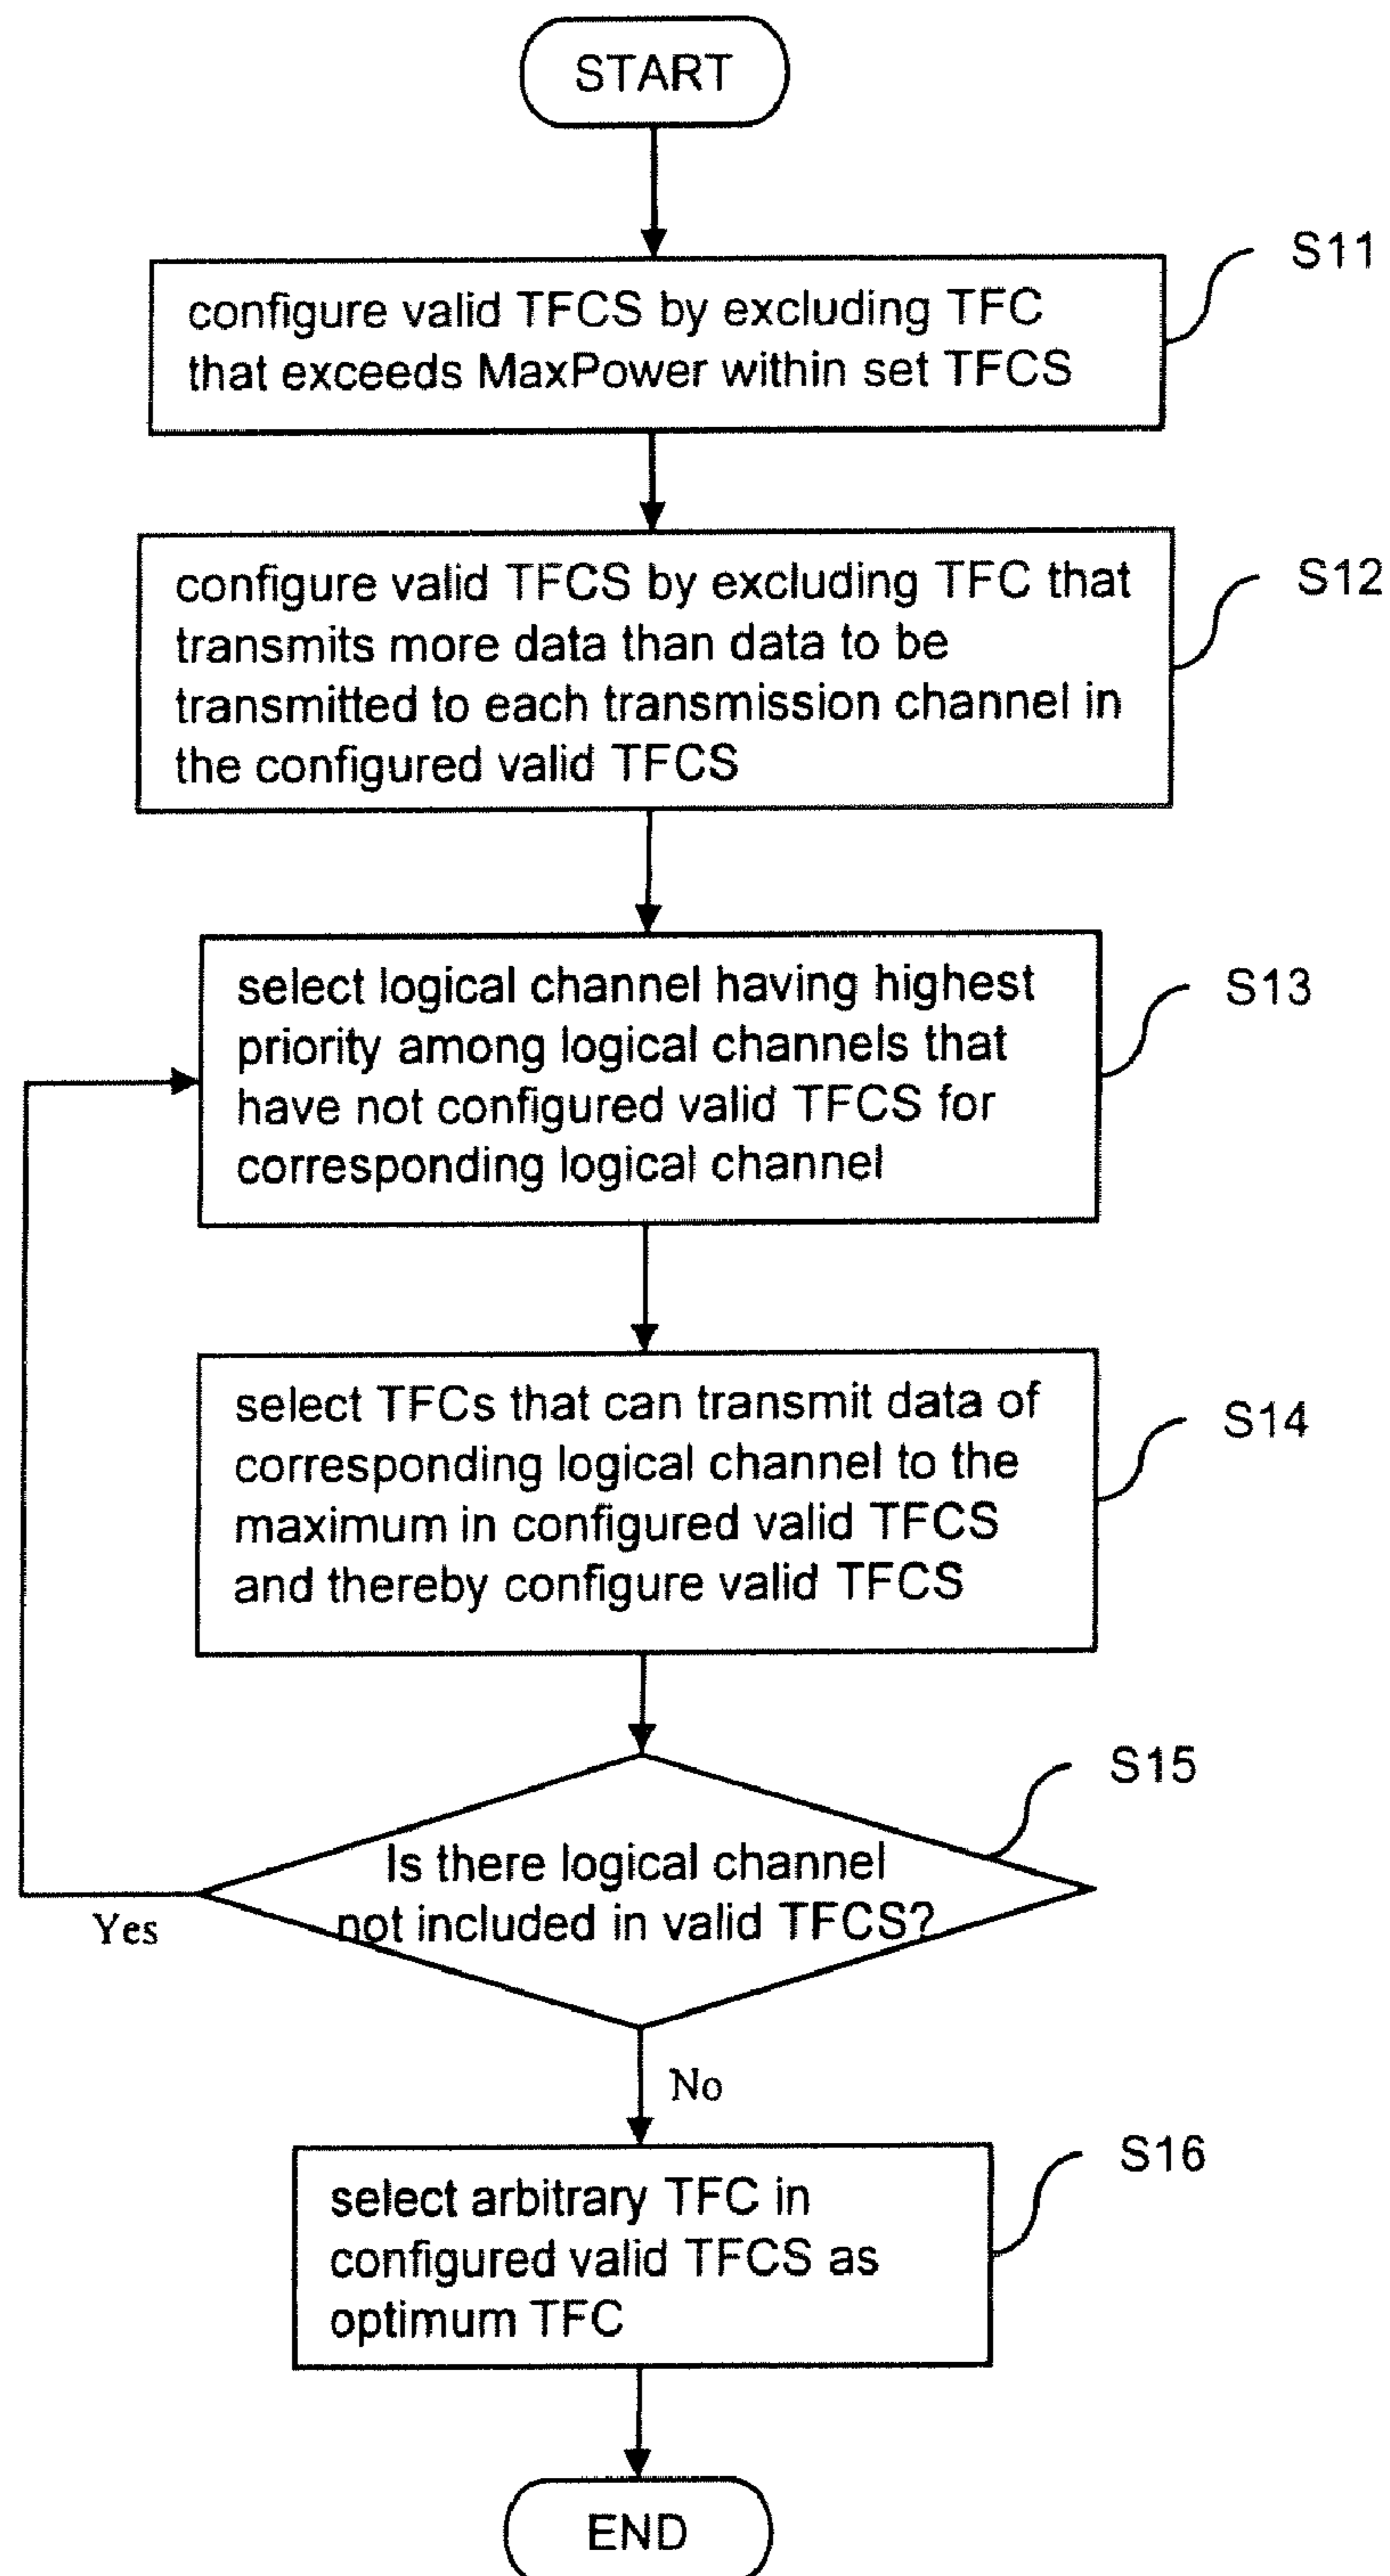 START
S11
configure valid TFCS by excluding TFC
that exceeds MaxPower within set TFCS
S12
configure valid TFCS by excluding TFC that
transmits more data than data to be
transmitted to each transmission channel in
the configured valid TFCS
S13
select logical channel having highest
priority among logical channels that
have not configured valid TFCS for
corresponding logical channel
S14
select TFCs that can transmit data of
corresponding logical channel to the
maximum in configured valid TFCS
and thereby configure valid TFCS
S15
Is there logical channel
not included in valid TFCS?
Yes
No
S16
select arbitrary TFC in
configured valid TFCS as
optimum TFC
END